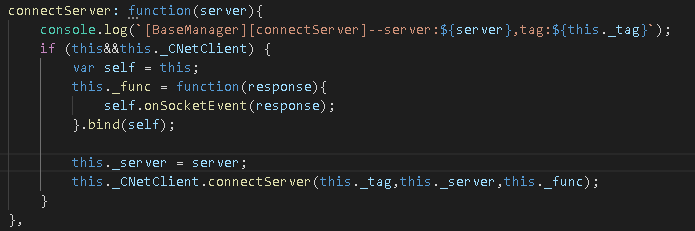 connectServer: function(server){
    console.log(`[BaseManager][connectServer]--server:${server},tag:${this._tag}`);
    if (this&&this._CNetClient) {
        var self = this;
        this._func = function(response){
            self.onSocketEvent(response);
        }.bind(self);

        this._server = server;
        this._CNetClient.connectServer(this._tag,this._server,this._func);
    }
},